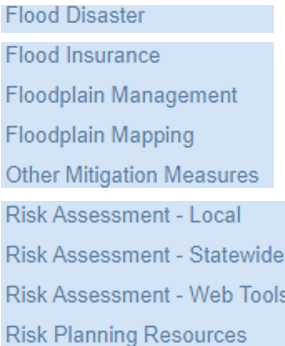 Flood Disaster
Flood Insurance
Floodplain Management
Floodplain Mapping
Other Mitigation Measures
Risk Assessment - Local
Risk Assessment - Statewide
Risk Assessment - Web Tools
Risk Planning Resources